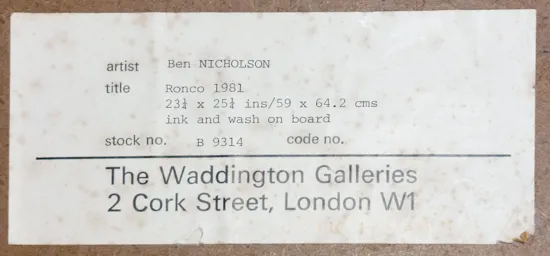 artist Ben NICHOLSON
title Ronco 1981
23¼ x 25¼ ins/59 x 64.2 cms
ink and wash on board
stock no. B 9314 code no.
The Waddington Galleries
2 Cork Street, London W1